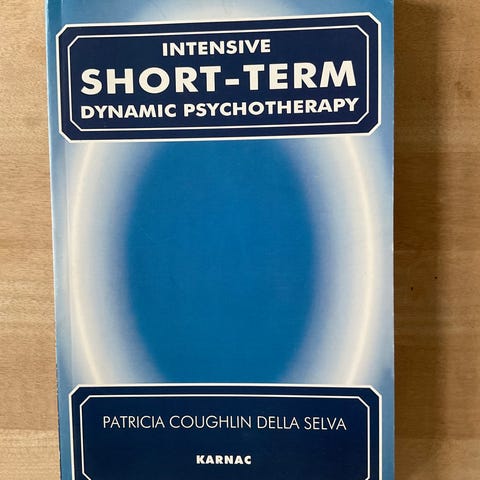 INTENSIVE
SHORT-TERM
DYNAMIC PSYCHOTHERAPY
PATRICIA COUGHLIN DELLA SELVA
KARNAC